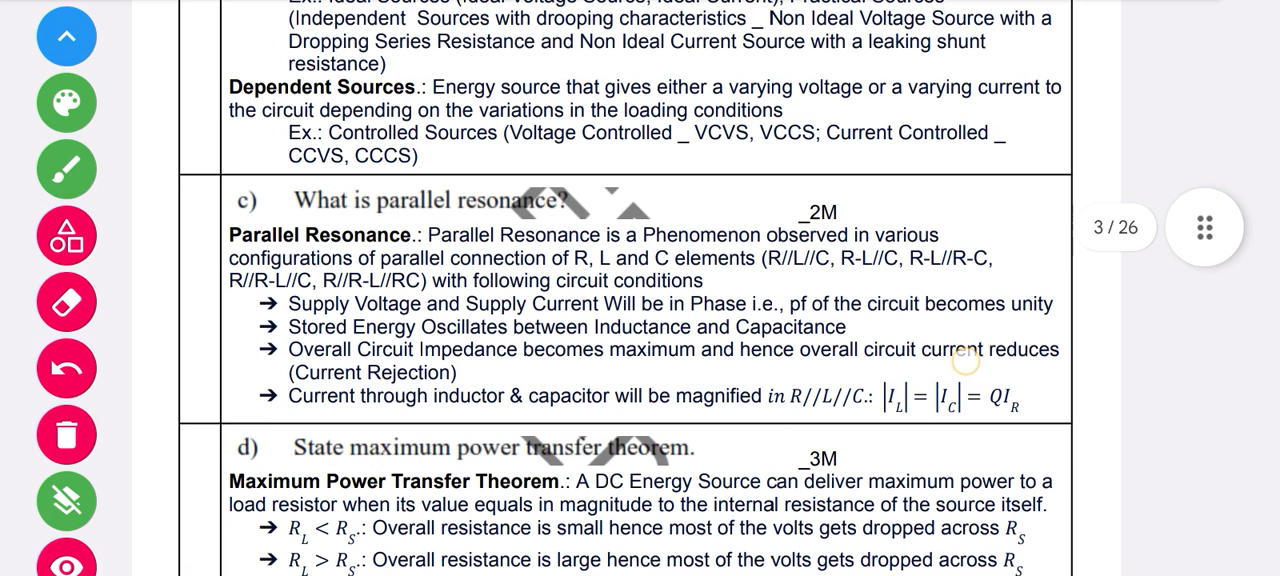 Ex.: Ideal Sources (Ideal Voltage Source, Ideal Current), Practical Sources
(Independent Sources with drooping characteristics _ Non Ideal Voltage Source with a
Dropping Series Resistance and Non Ideal Current Source with a leaking shunt
resistance)
Dependent Sources.: Energy source that gives either a varying voltage or a varying current to
the circuit depending on the variations in the loading conditions
Ex.: Controlled Sources (Voltage Controlled _ VCVS, VCCS; Current Controlled _
CCVS, CCCS)
c) What is parallel resonance?
_2M
Parallel Resonance.: Parallel Resonance is a Phenomenon observed in various
configurations of parallel connection of R, L and C elements (R//L//C, R-L//C, R-L//R-C,
R//R-L//C, R//R-L//RC) with following circuit conditions
→ Supply Voltage and Supply Current Will be in Phase i.e., pf of the circuit becomes unity
→ Stored Energy Oscillates between Inductance and Capacitance
→ Overall Circuit Impedance becomes maximum and hence overall circuit current reduces
(Current Rejection)
→ Current through inductor & capacitor will be magnified in R//L//C.: |I_L| = |I_C| = QI_R
3 / 26
d) State maximum power transfer theorem.
_3M
Maximum Power Transfer Theorem.: A DC Energy Source can deliver maximum power to a
load resistor when its value equals in magnitude to the internal resistance of the source itself.
→ R_L < R_S.: Overall resistance is small hence most of the volts gets dropped across R_S
→ R_L > R_S.: Overall resistance is large hence most of the volts gets dropped across R_S